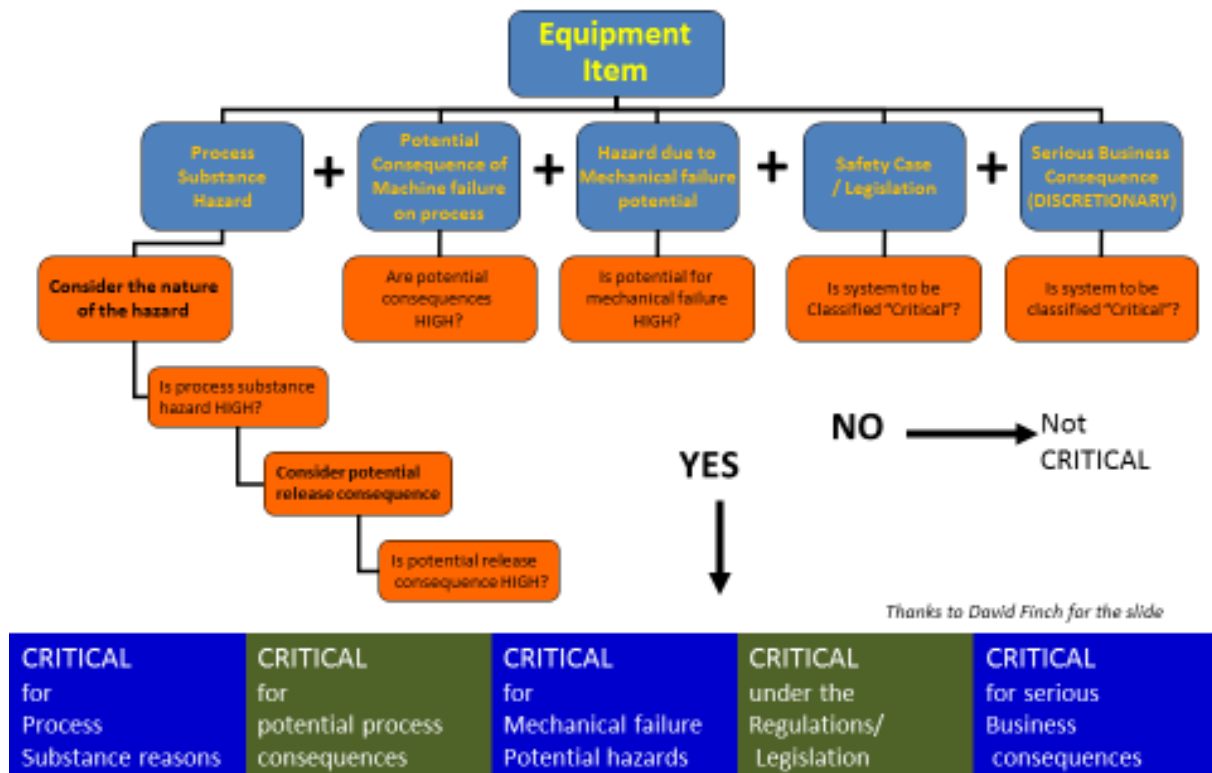 Equipment
Item
Process
Substance
Hazard
+
Potential
Consequence of
Machine failure
on process
+
Hazard due to
Mechanical failure
potential
+
Safety Case
/ Legislation
+
Serious Business
Consequence
(DISCRETIONARY)
Consider the nature
of the hazard
Are potential
consequences
HIGH?
Is potential for
mechanical failure
HIGH?
Is system to be
Classified “Critical”?
Is system to be
classified “Critical”?
Is process substance
hazard HIGH?
Consider potential
release consequence
Is potential release
consequence HIGH?
NO
Not
CRITICAL
YES
Thanks to David Finch for the slide
CRITICAL
for
Process
Substance reasons
CRITICAL
for
potential process
consequences
CRITICAL
for
Mechanical failure
Potential hazards
CRITICAL
under the
Regulations/
Legislation
CRITICAL
for serious
Business
consequences